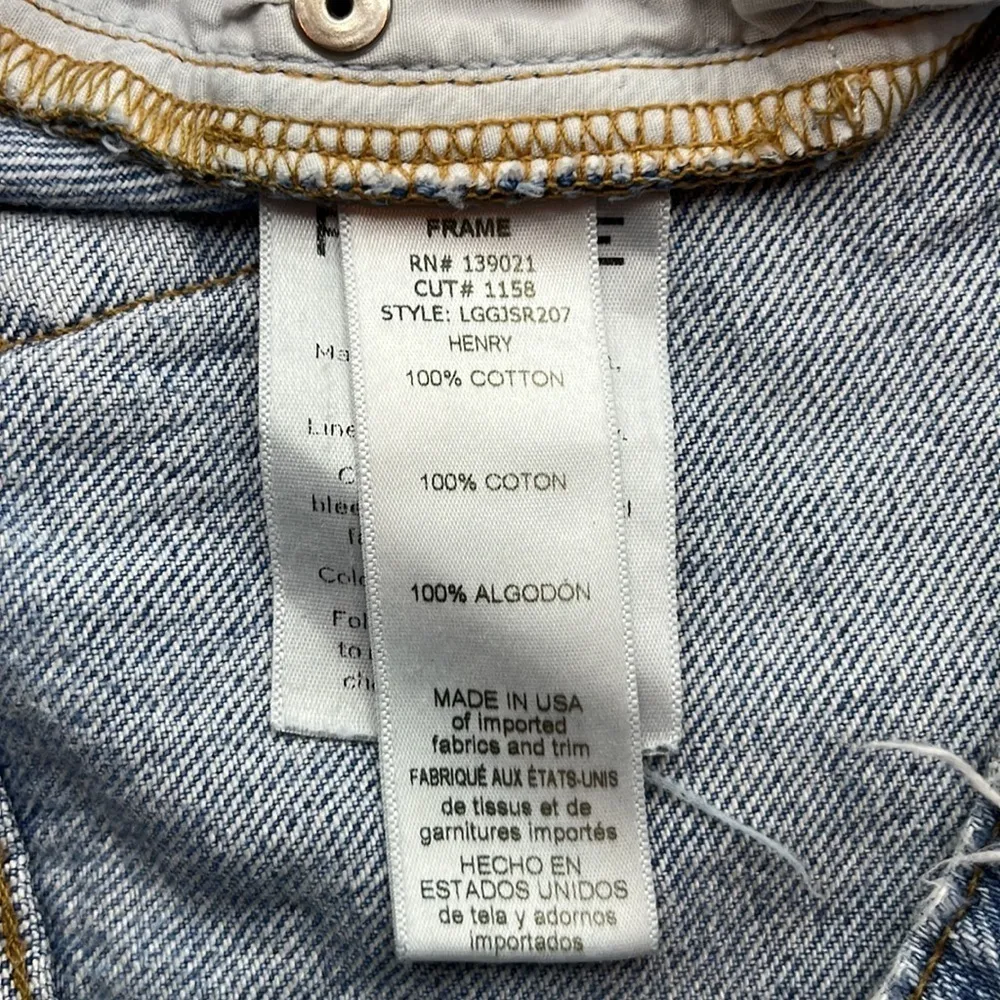 FRAME
RN# 139021
CUT# 1158
STYLE: LGGJSR207
HENRY
100% COTTON
100% COTON
100% ALGODÓN
MADE IN USA
of imported
fabrics and trim
FABRIQUÉ AUX ÉTATS-UNIS
de tissus et de
garnitures importés
HECHO EN
ESTADOS UNIDOS
de tela y adornos
importados